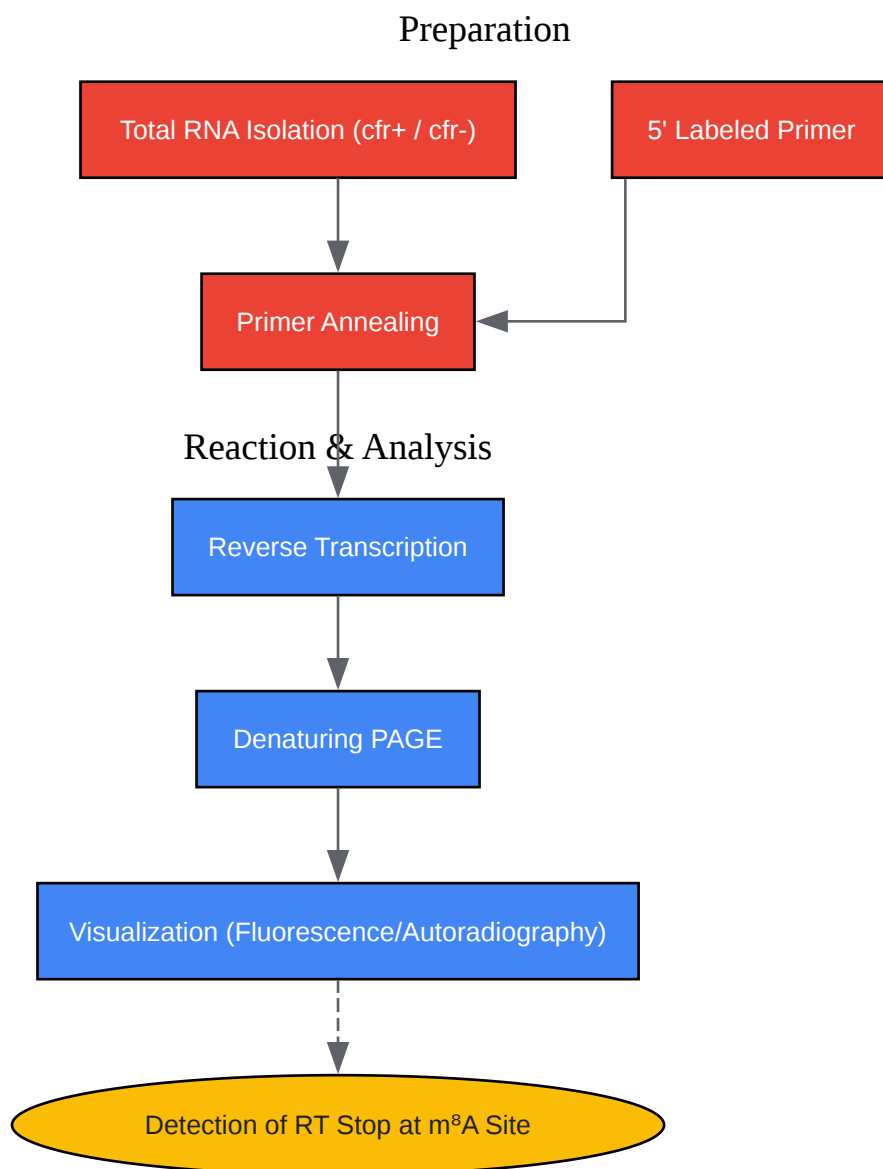 Preparation
Total RNA Isolation (cfr+ / cfr-)
5' Labeled Primer
Primer Annealing
Reaction & Analysis
Reverse Transcription
Denaturing PAGE
Visualization (Fluorescence/Autoradiography)
Detection of RT Stop at m⁸A Site